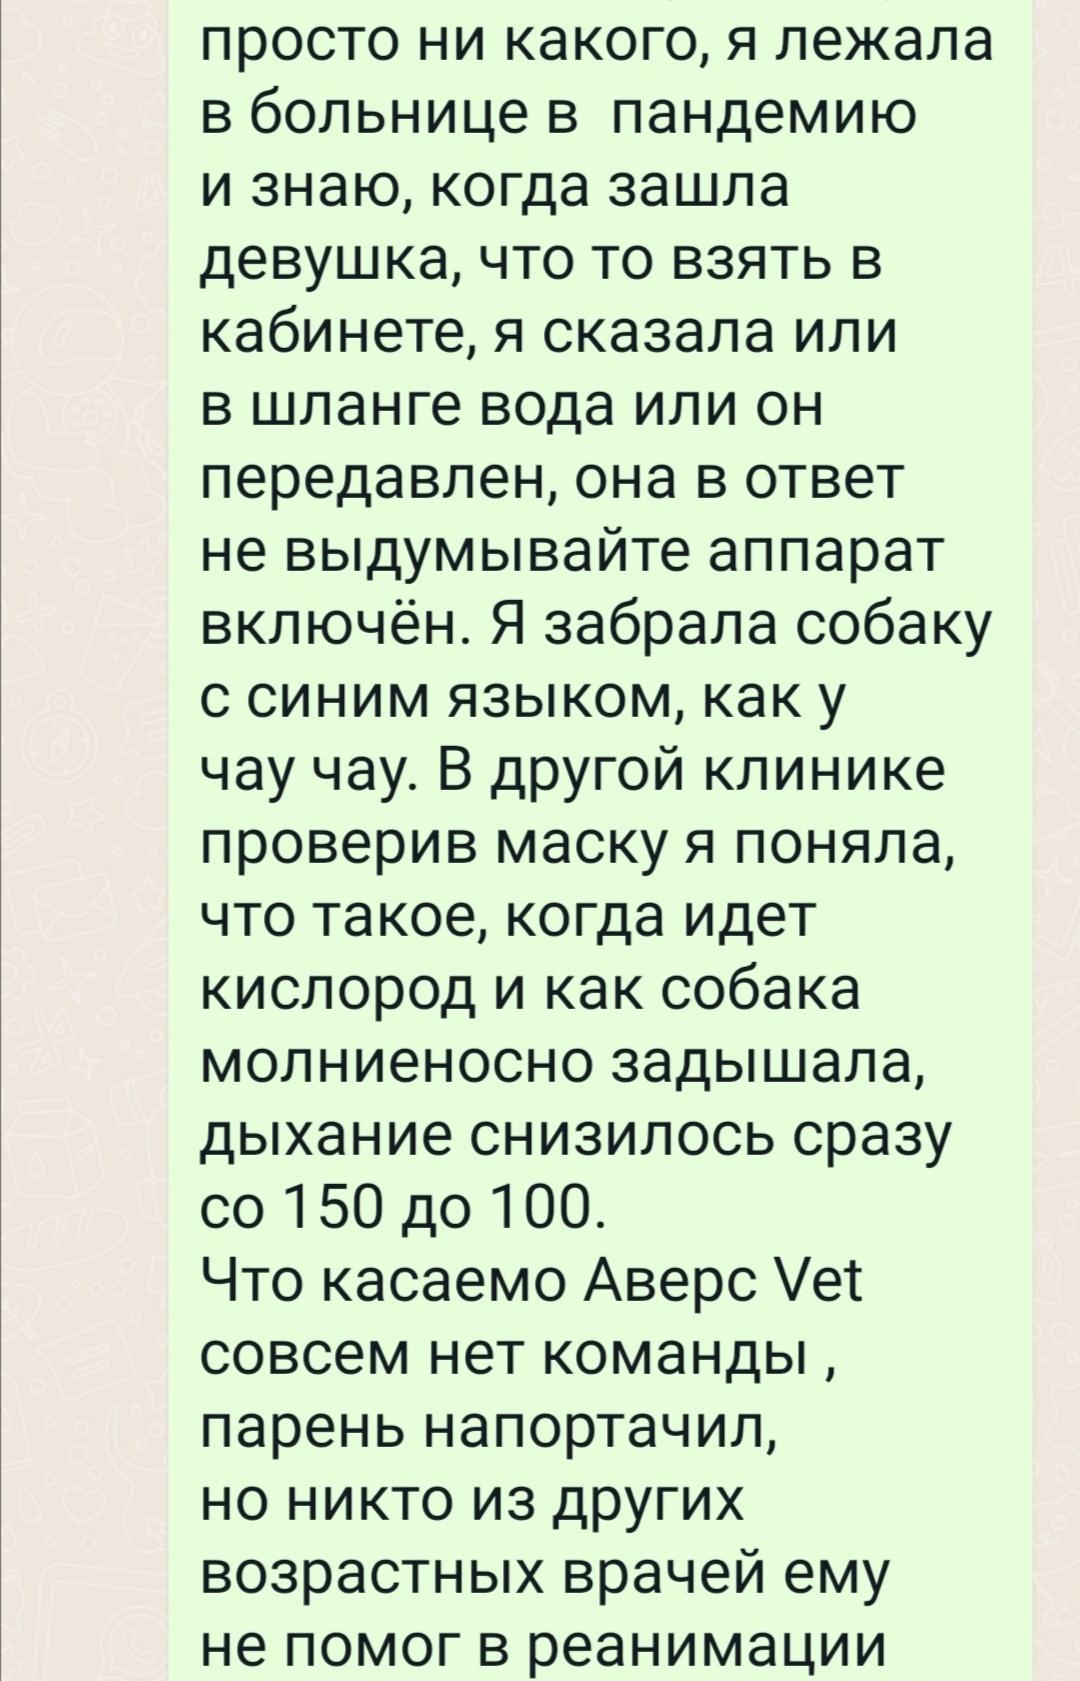 просто ни какого, я лежала
в больнице в  пандемию
и знаю, когда зашла
девушка, что то взять в
кабинете, я сказала или
в шланге вода или он
передавлен, она в ответ
не выдумывайте аппарат
включён. Я забрала собаку
с синим языком, как у
чау чау. В другой клинике
проверив маску я поняла,
что такое, когда идет
кислород и как собака
молниеносно задышала,
дыхание снизилось сразу
со 150 до 100.
Что касаемо Аверс Vet
совсем нет команды ,
парень напортачил,
но никто из других
возрастных врачей ему
не помог в реанимации